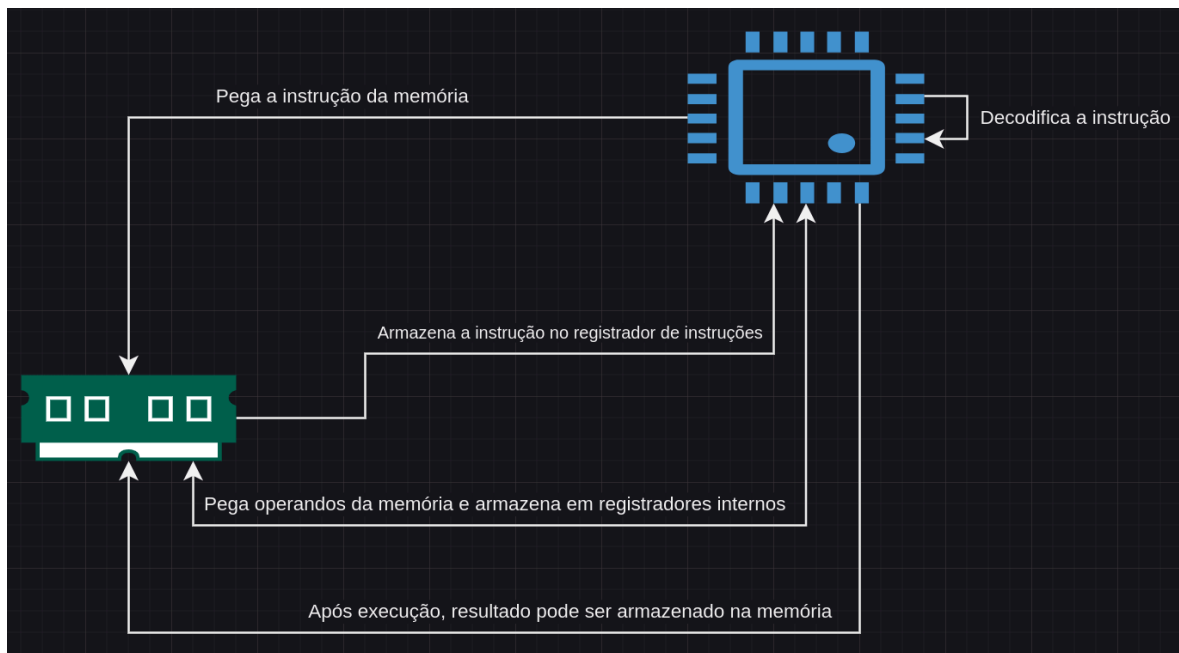 Pega a instrução da memória
Decodifica a instrução
Armazena a instrução no registrador de instruções
Pega operandos da memória e armazena em registradores internos
Após execução, resultado pode ser armazenado na memória